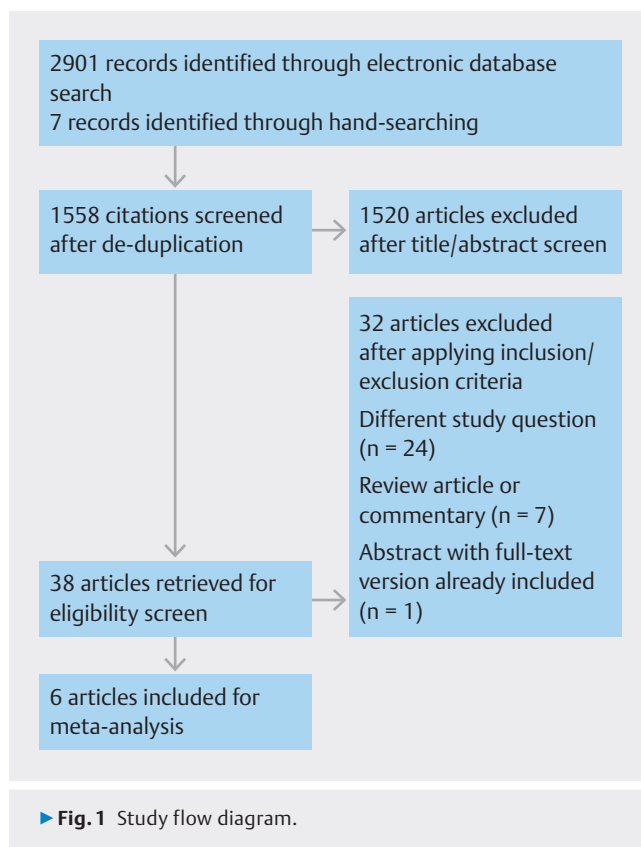 2901 records identified through electronic database
search
7 records identified through hand-searching
1558 citations screened
after de-duplication
1520 articles excluded
after title/abstract screen
32 articles excluded
after applying inclusion/
exclusion criteria
Different study question
(n = 24)
Review article or
commentary (n = 7)
Abstract with full-text
version already included
(n = 1)
38 articles retrieved for
eligibility screen
6 articles included for
meta-analysis
▶ Fig. 1 Study flow diagram.